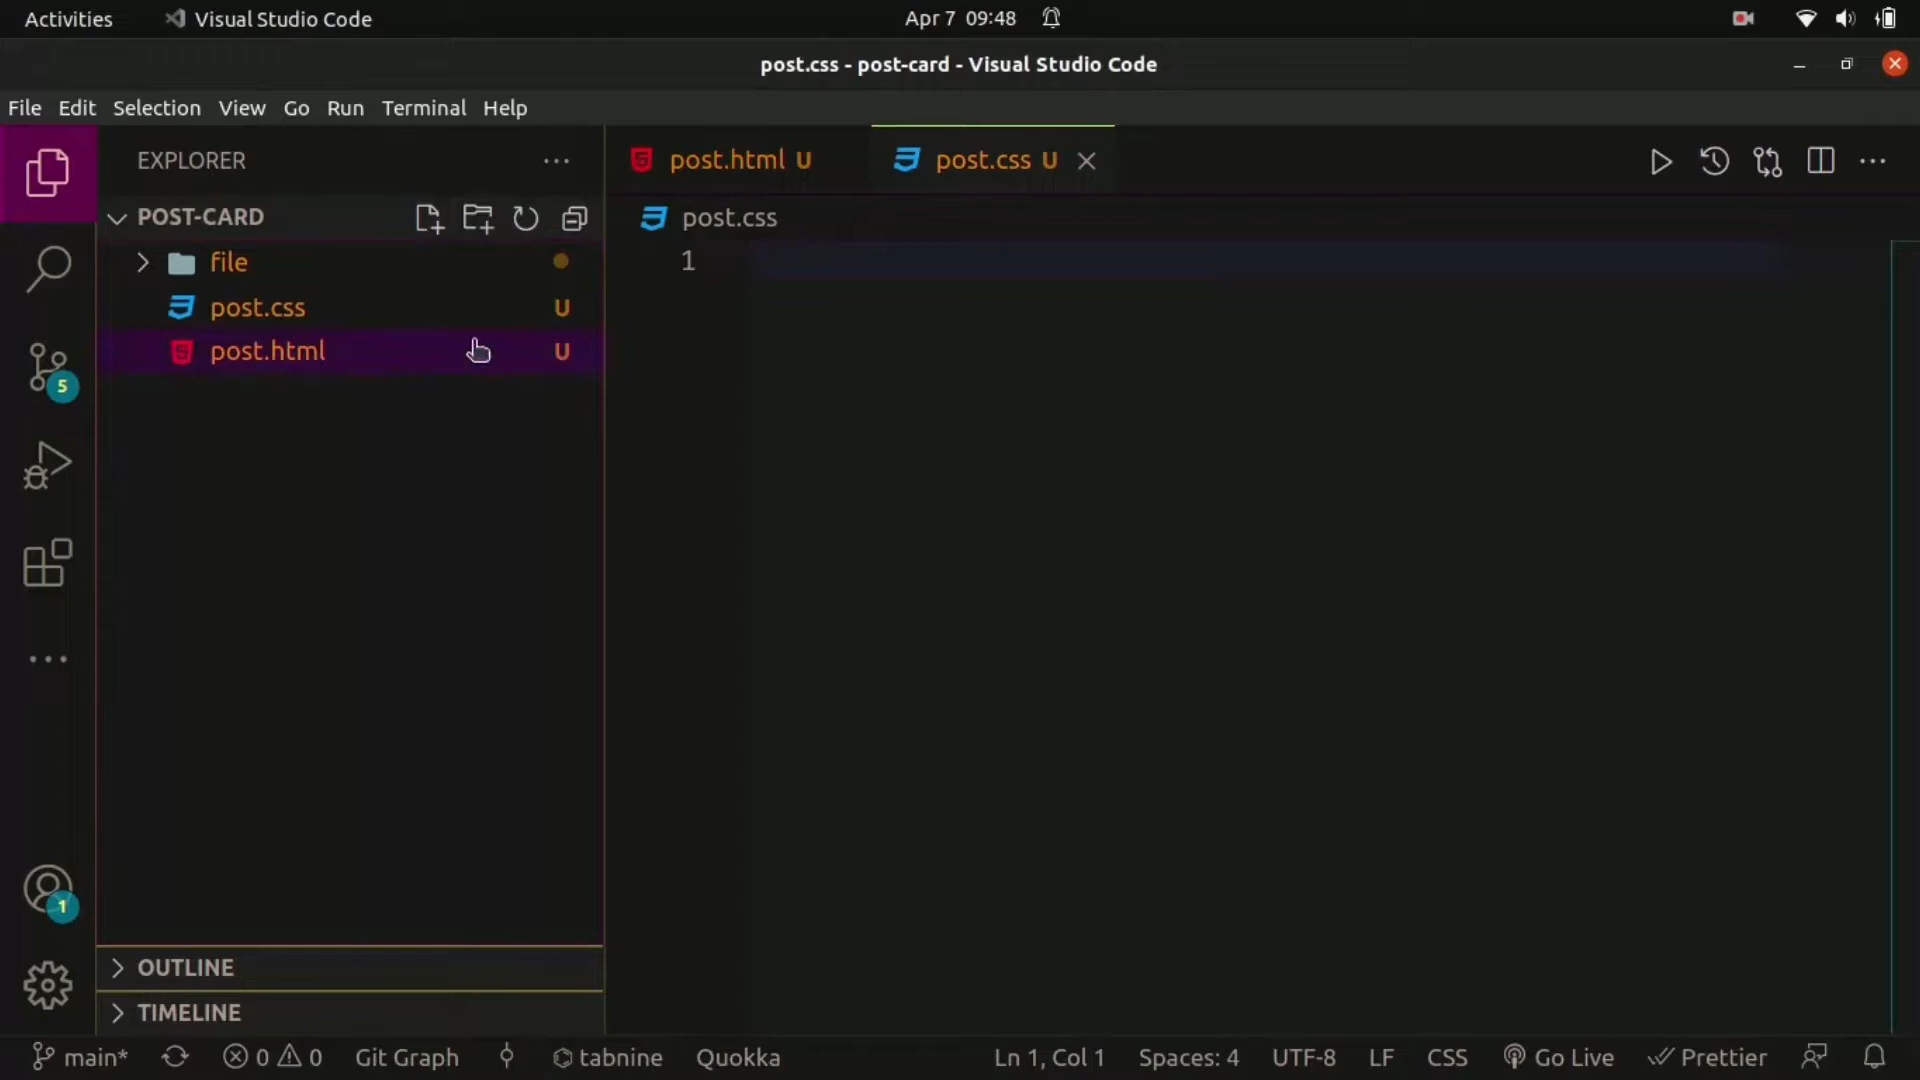 Activities Visual Studio Code Apr 7 09:48
post.css - post-card - Visual Studio Code
File Edit Selection View Go Run Terminal Help
EXPLORER
POST-CARD
file
post.css U
post.html U
OUTLINE
TIMELINE
5
1
post.html U post.css U
post.css
1
main* 0 0 Git Graph tabnine Quokka Ln 1, Col 1 Spaces: 4 UTF-8 LF CSS Go Live Prettier